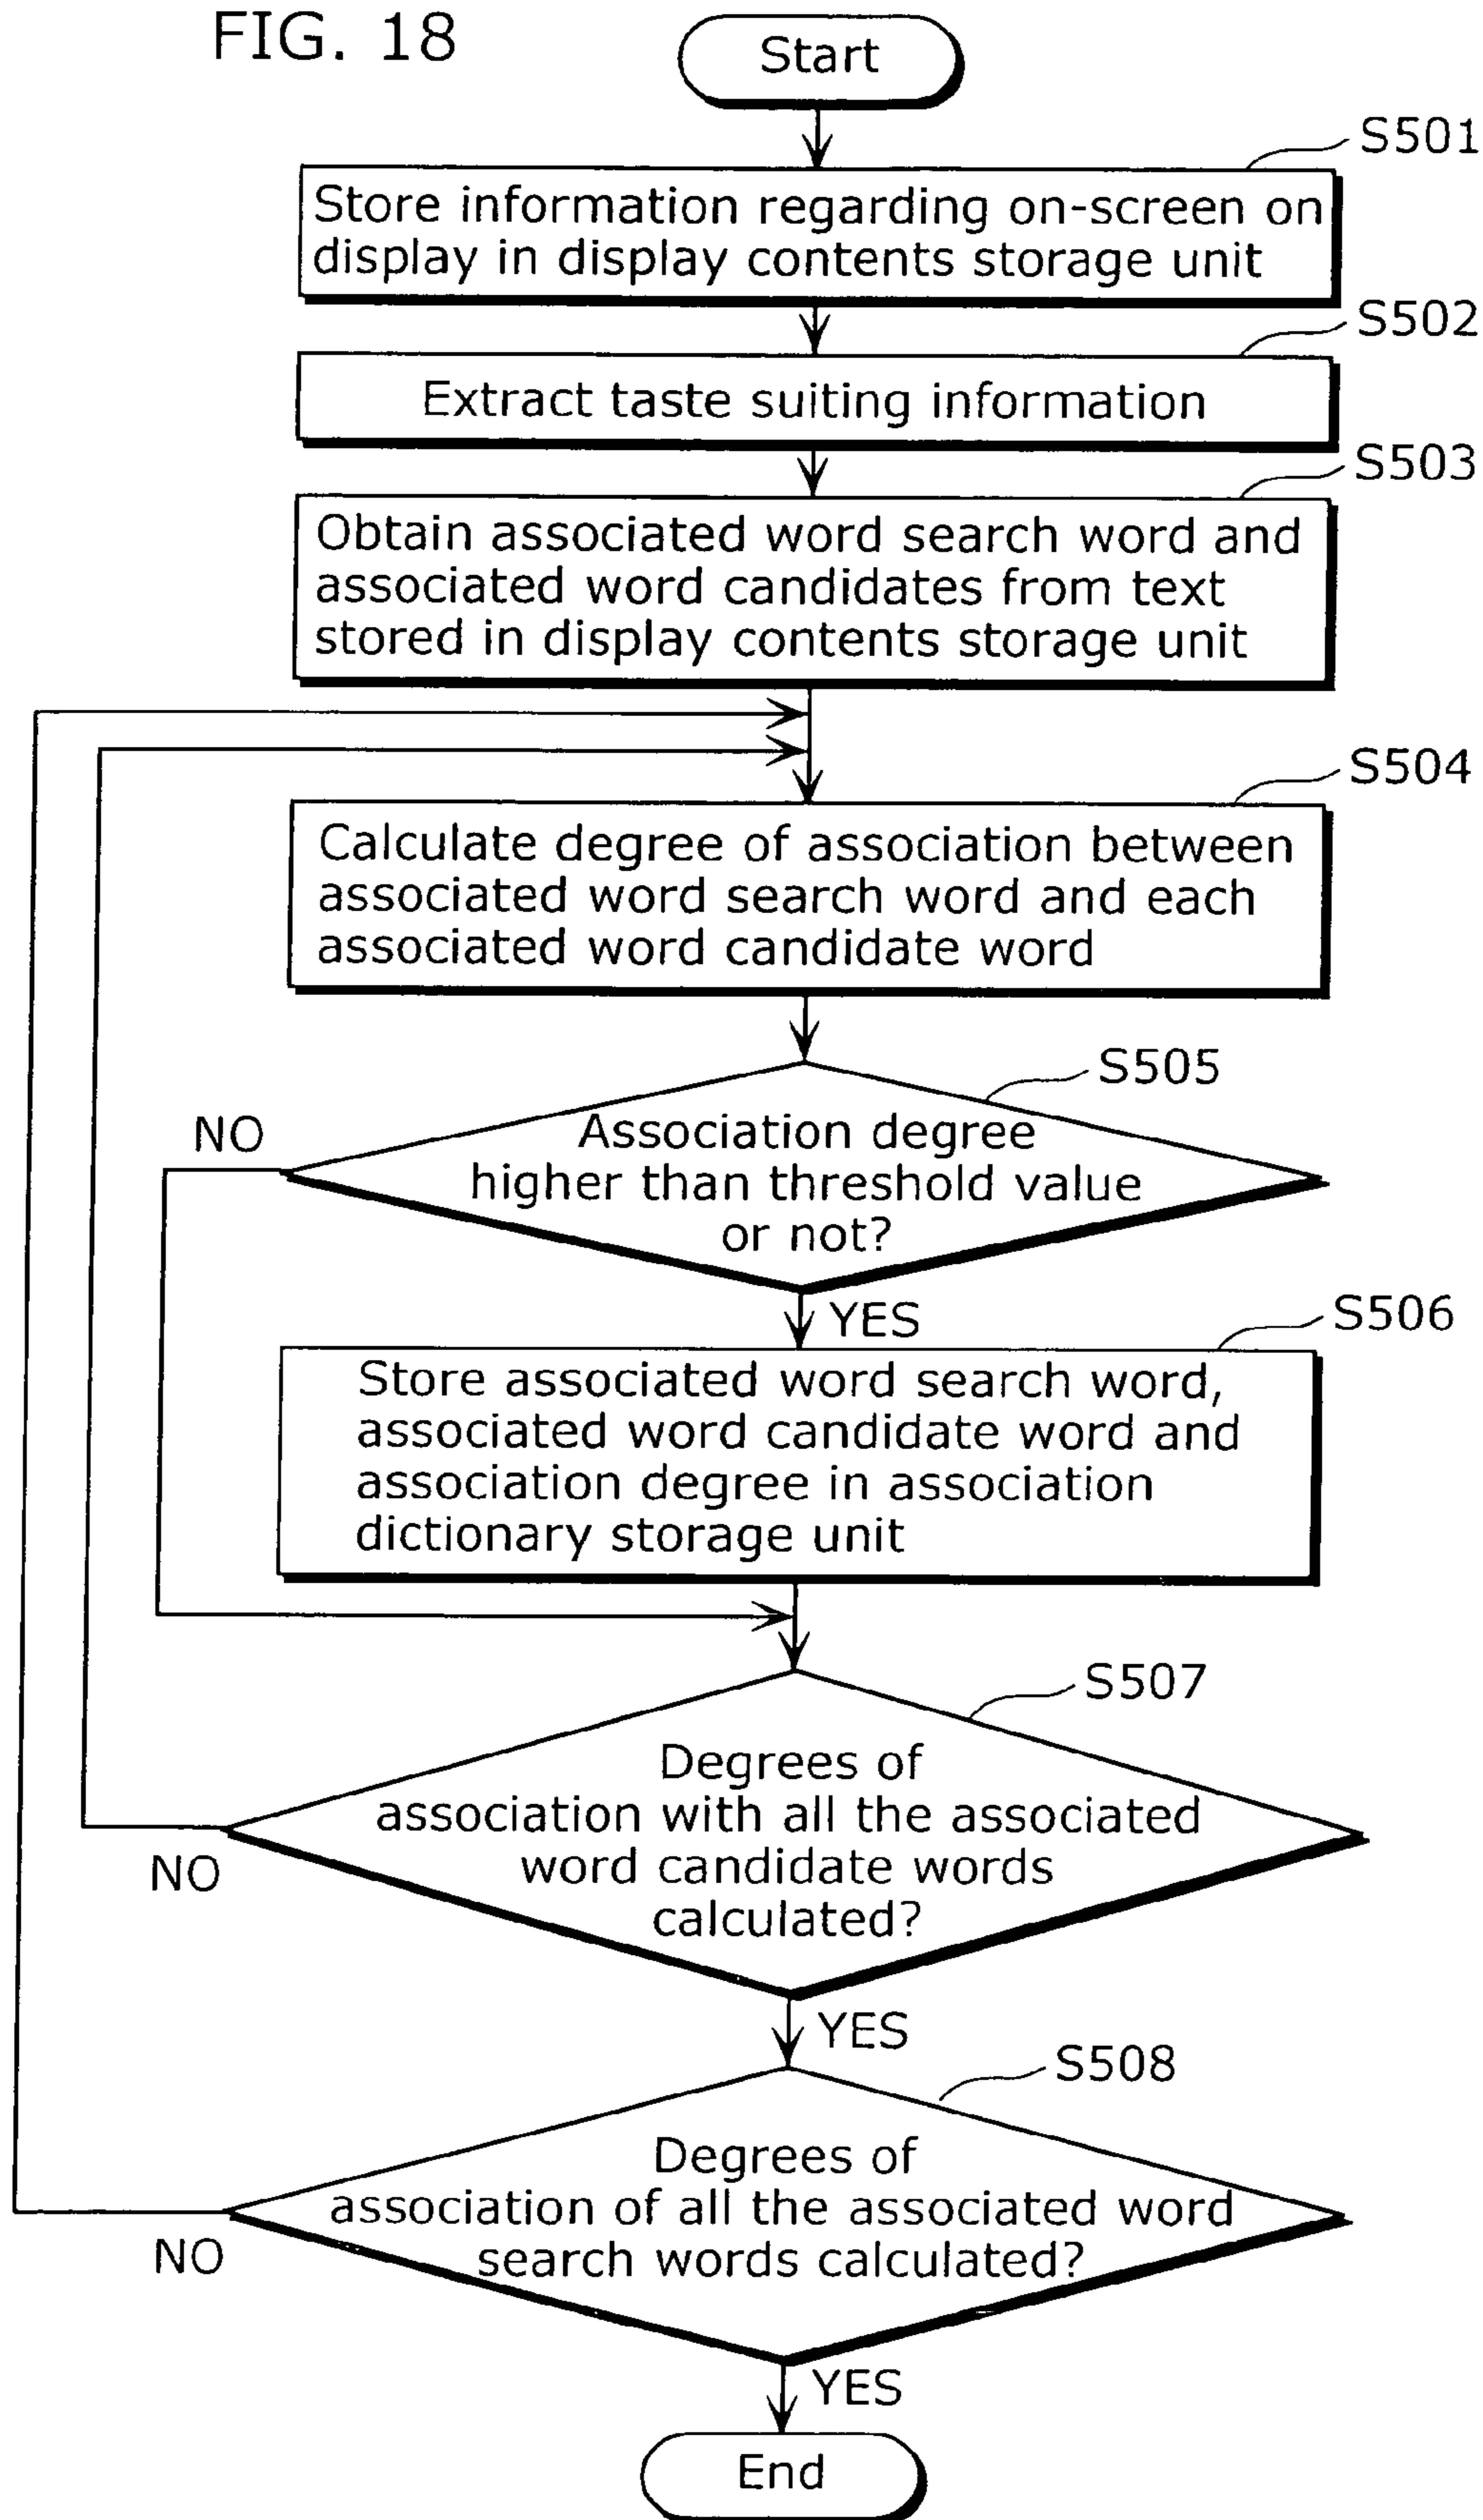 FIG. 18
Start
S501
Store information regarding on-screen on
display in display contents storage unit
S502
Extract taste suiting information
S503
Obtain associated word search word and
associated word candidates from text
stored in display contents storage unit
S504
Calculate degree of association between
associated word search word and each
associated word candidate word
S505
NO
Association degree
higher than threshold value
or not?
YES
S506
Store associated word search word,
associated word candidate word and
association degree in association
dictionary storage unit
S507
Degrees of
association with all the associated
word candidate words
calculated?
NO
YES
S508
Degrees of
association of all the associated word
search words calculated?
NO
YES
End